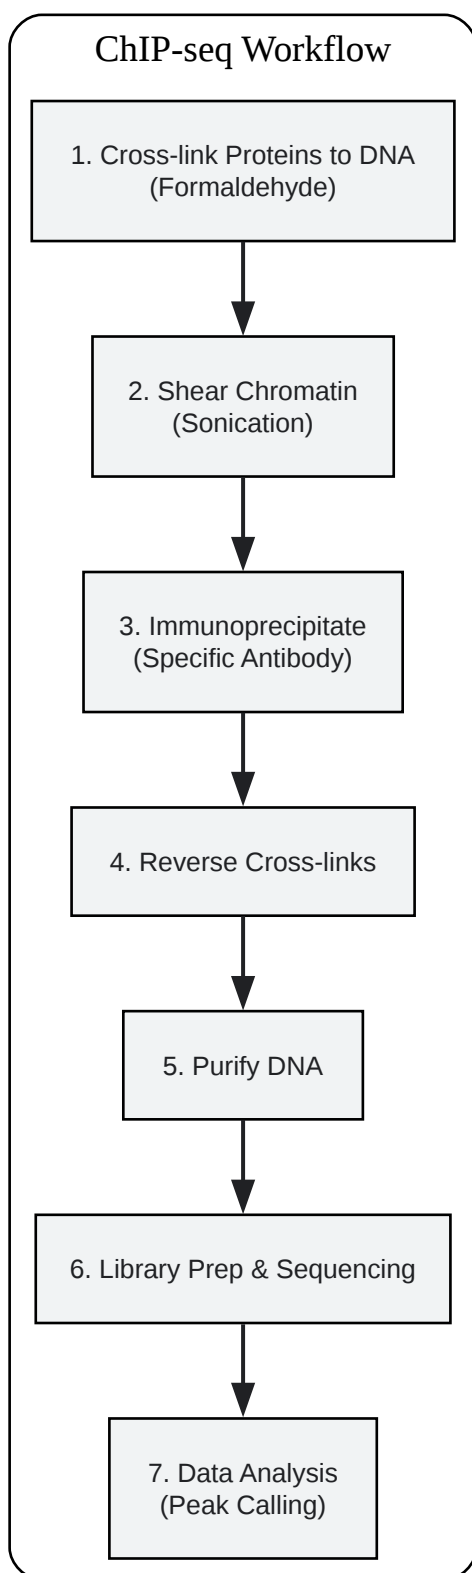 ChIP-seq Workflow
1. Cross-link Proteins to DNA
(Formaldehyde)
2. Shear Chromatin
(Sonication)
3. Immunoprecipitate
(Specific Antibody)
4. Reverse Cross-links
5. Purify DNA
6. Library Prep & Sequencing
7. Data Analysis
(Peak Calling)